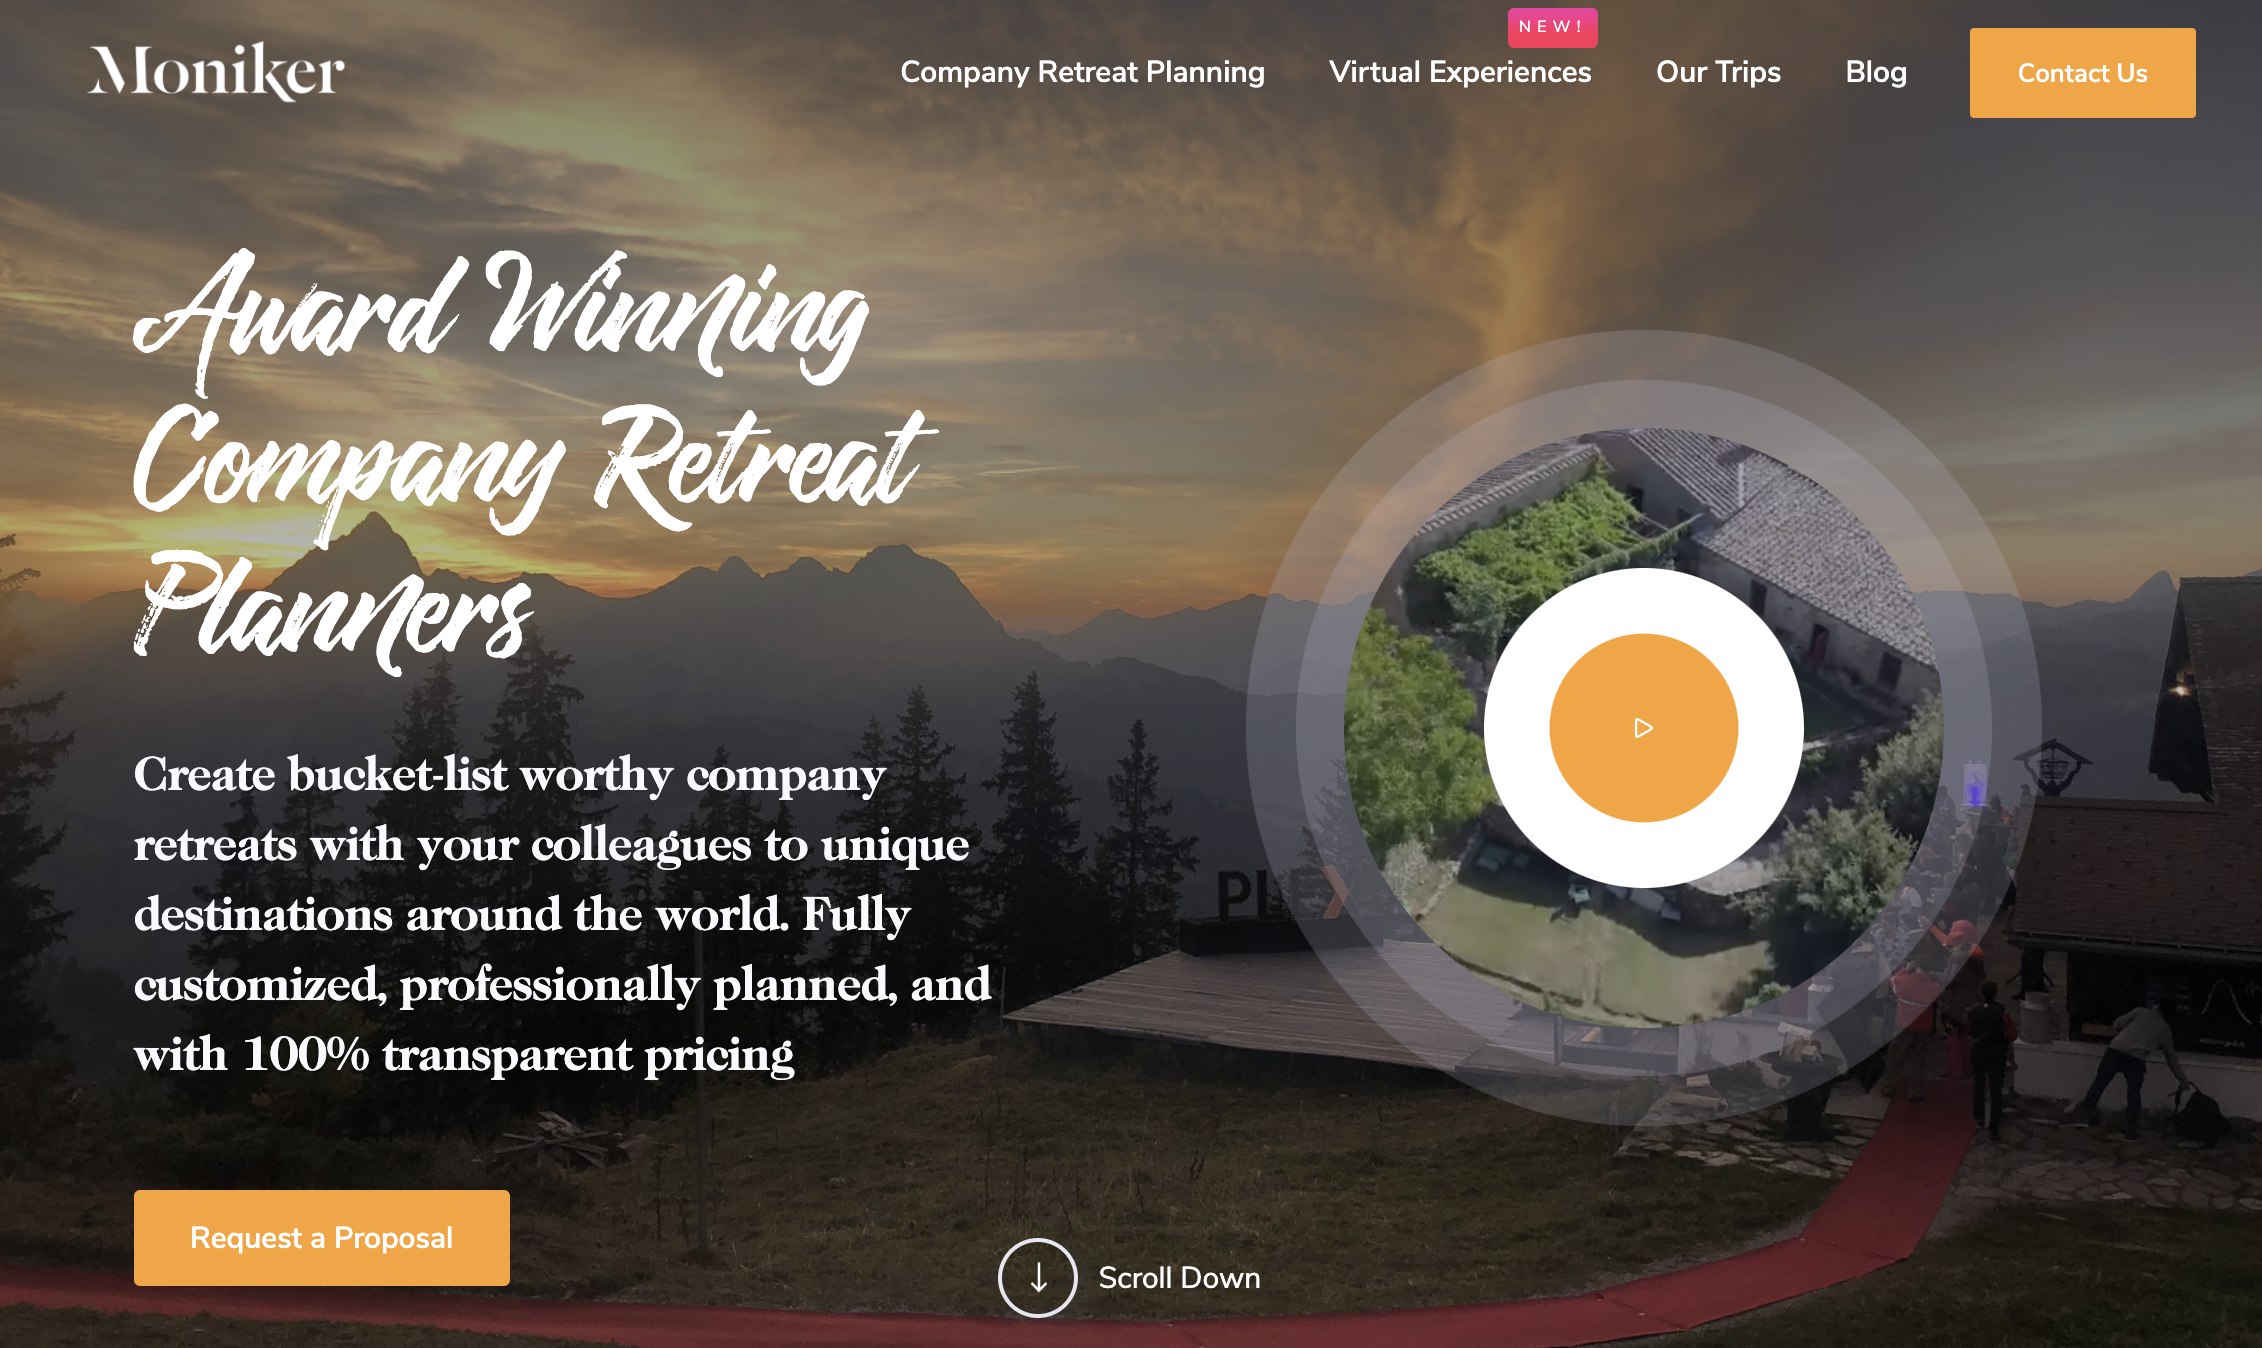 NEW!
Moniker
Company Retreat Planning
Virtual Experiences
Our Trips
Blog
Contact Us
Award Winning
Company Retreat
Planners
Create bucket-list worthy company
retreats with your colleagues to unique
destinations around the world. Fully
customized, professionally planned, and
with 100% transparent pricing
Request a Proposal
Scroll Down